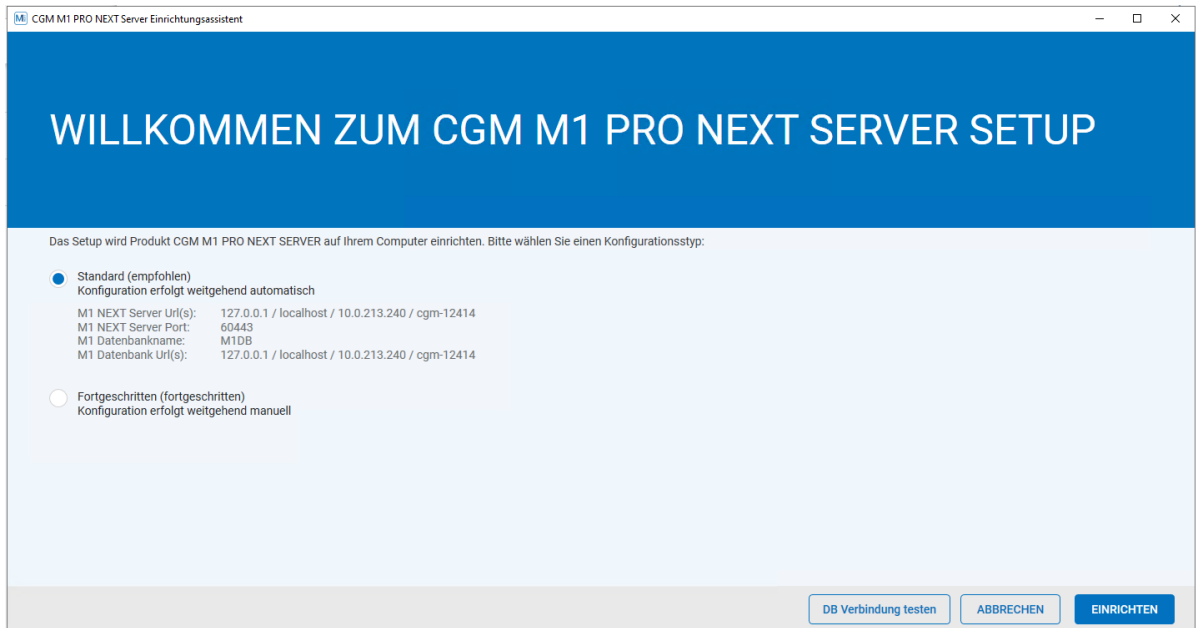 M1 CGM M1 PRO NEXT Server Einrichtungsassistent
WILLKOMMEN ZUM CGM M1 PRO NEXT SERVER SETUP
Das Setup wird Produkt CGM M1 PRO NEXT SERVER auf Ihrem Computer einrichten. Bitte wählen Sie einen Konfigurationsstyp:
Standard (empfohlen)
Konfiguration erfolgt weitgehend automatisch
M1 NEXT Server Url(s): 127.0.0.1 / localhost / 10.0.213.240 / cgm-12414
M1 NEXT Server Port: 60443
M1 Datenbankname: M1DB
M1 Datenbank Url(s): 127.0.0.1 / localhost / 10.0.213.240 / cgm-12414
Fortgeschritten (fortgeschritten)
Konfiguration erfolgt weitgehend manuell
DB Verbindung testen ABBRECHEN EINRICHTEN